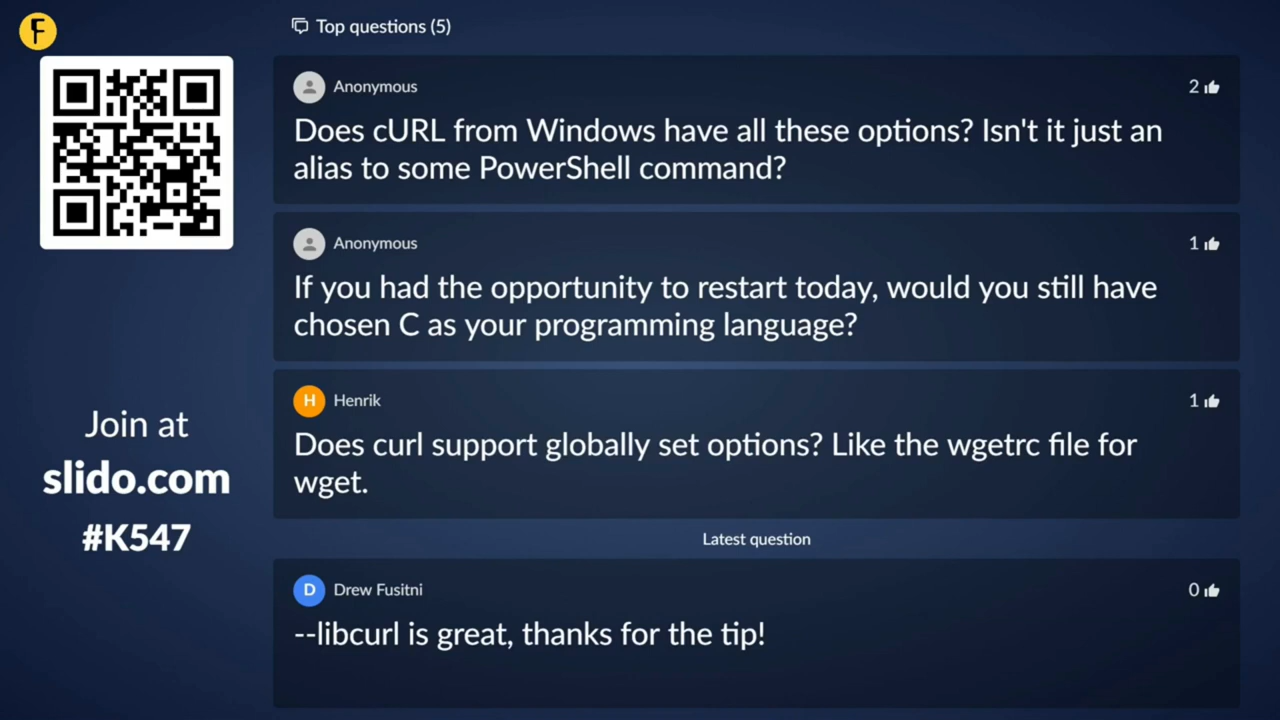 F
Top questions (5)
Anonymous
2
Does cURL from Windows have all these options? Isn't it just an
alias to some PowerShell command?
Anonymous
1
If you had the opportunity to restart today, would you still have
chosen C as your programming language?
Henrik
H
1
Does curl support globally set options? Like the wgetrc file for
wget.
Join at
slido.com
#K547
Latest question
D
Drew Fusitni
0
--libcurl is great, thanks for the tip!